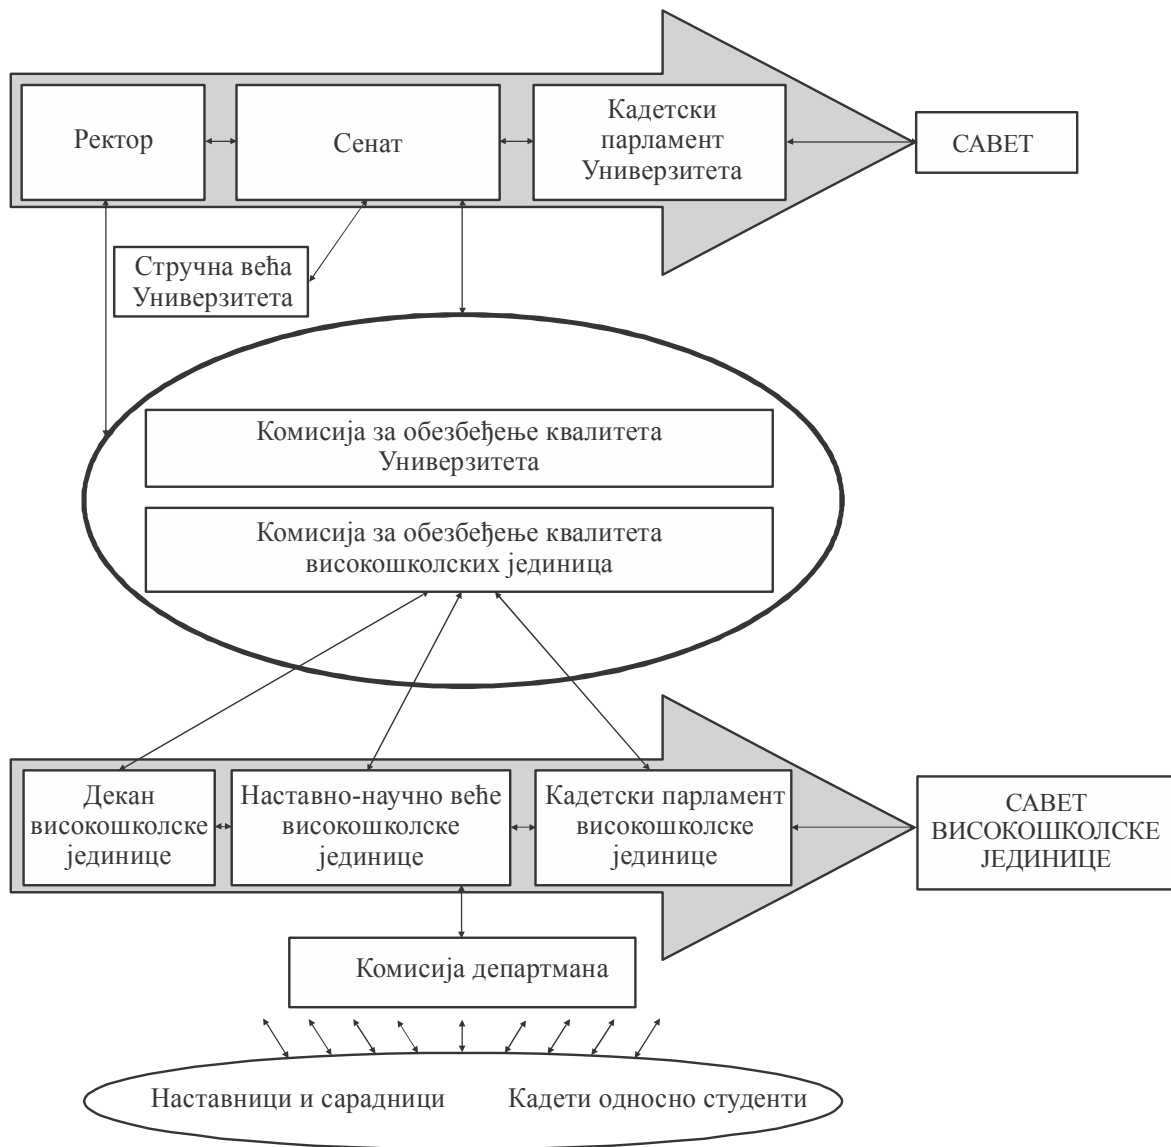 Ректор
Сенат
Кадетски
парламент
Универзитета
САВЕТ
Стручна већа
Универзитета
Комисија за обезбеђење квалитета
Универзитета
Комисија за обезбеђење квалитета
високошколских јединица
Декан
високошколске
јединице
Наставно-научно веће
високошколске
јединице
Кадетски парламент
високошколске
јединице
САВЕТ
ВИСОКОШКОЛСКЕ
ЈЕДИНИЦЕ
Комисија департмана
Наставници и сарадници
Кадети односно студенти